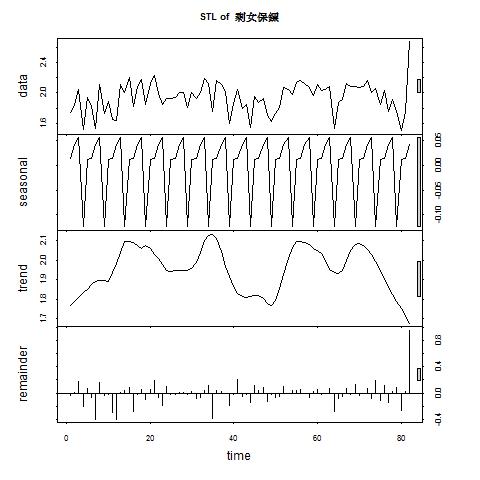 STL of 剩女保鏢
data
2.4
2.0
1.6
seasonal
0.05
0.00
-0.05
-0.10
trend
2.1
2.0
1.9
1.8
1.7
remainder
0.8
0.4
0.0
-0.4
0 20 40 60 80
time